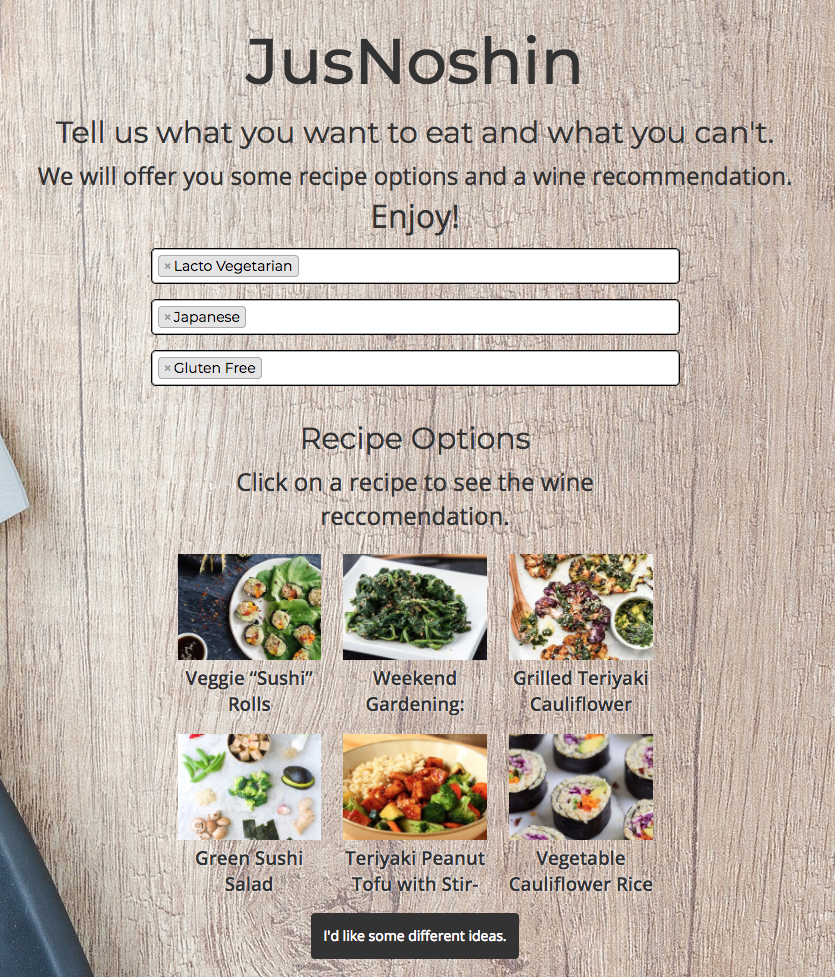 JusNoshin
Tell us what you want to eat and what you can't.
We will offer you some recipe options and a wine recommendation.
Enjoy!
× Lacto Vegetarian
× Japanese
× Gluten Free
Recipe Options
Click on a recipe to see the wine
reccomendation.
Veggie “Sushi”
Rolls
Weekend
Gardening:
Grilled Teriyaki
Cauliflower
Green Sushi
Salad
Teriyaki Peanut
Tofu with Stir-
Vegetable
Cauliflower Rice
I'd like some different ideas.